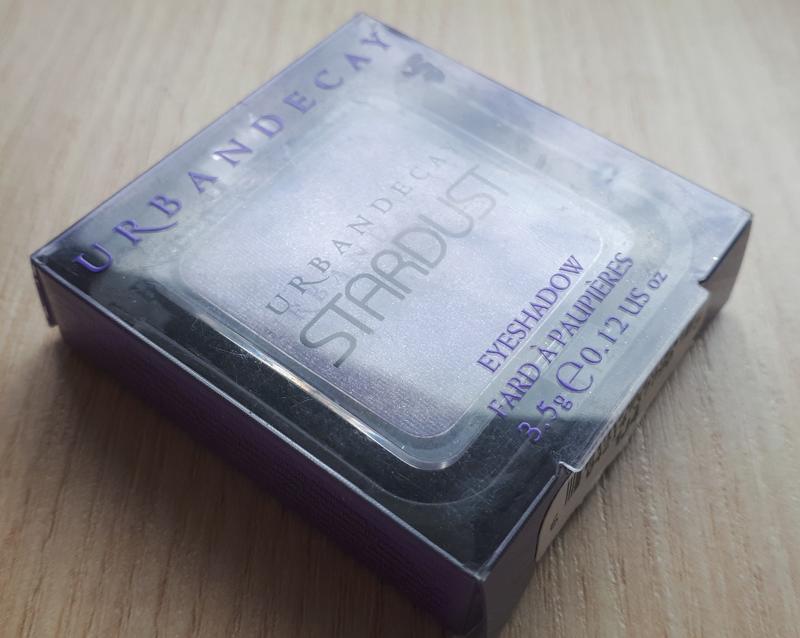 URBANDECAY
URBANDECAY
STARDUST
EYESHADOW
FARD À PAUPIÈRES
3.5g ℮ 0.12 US oz